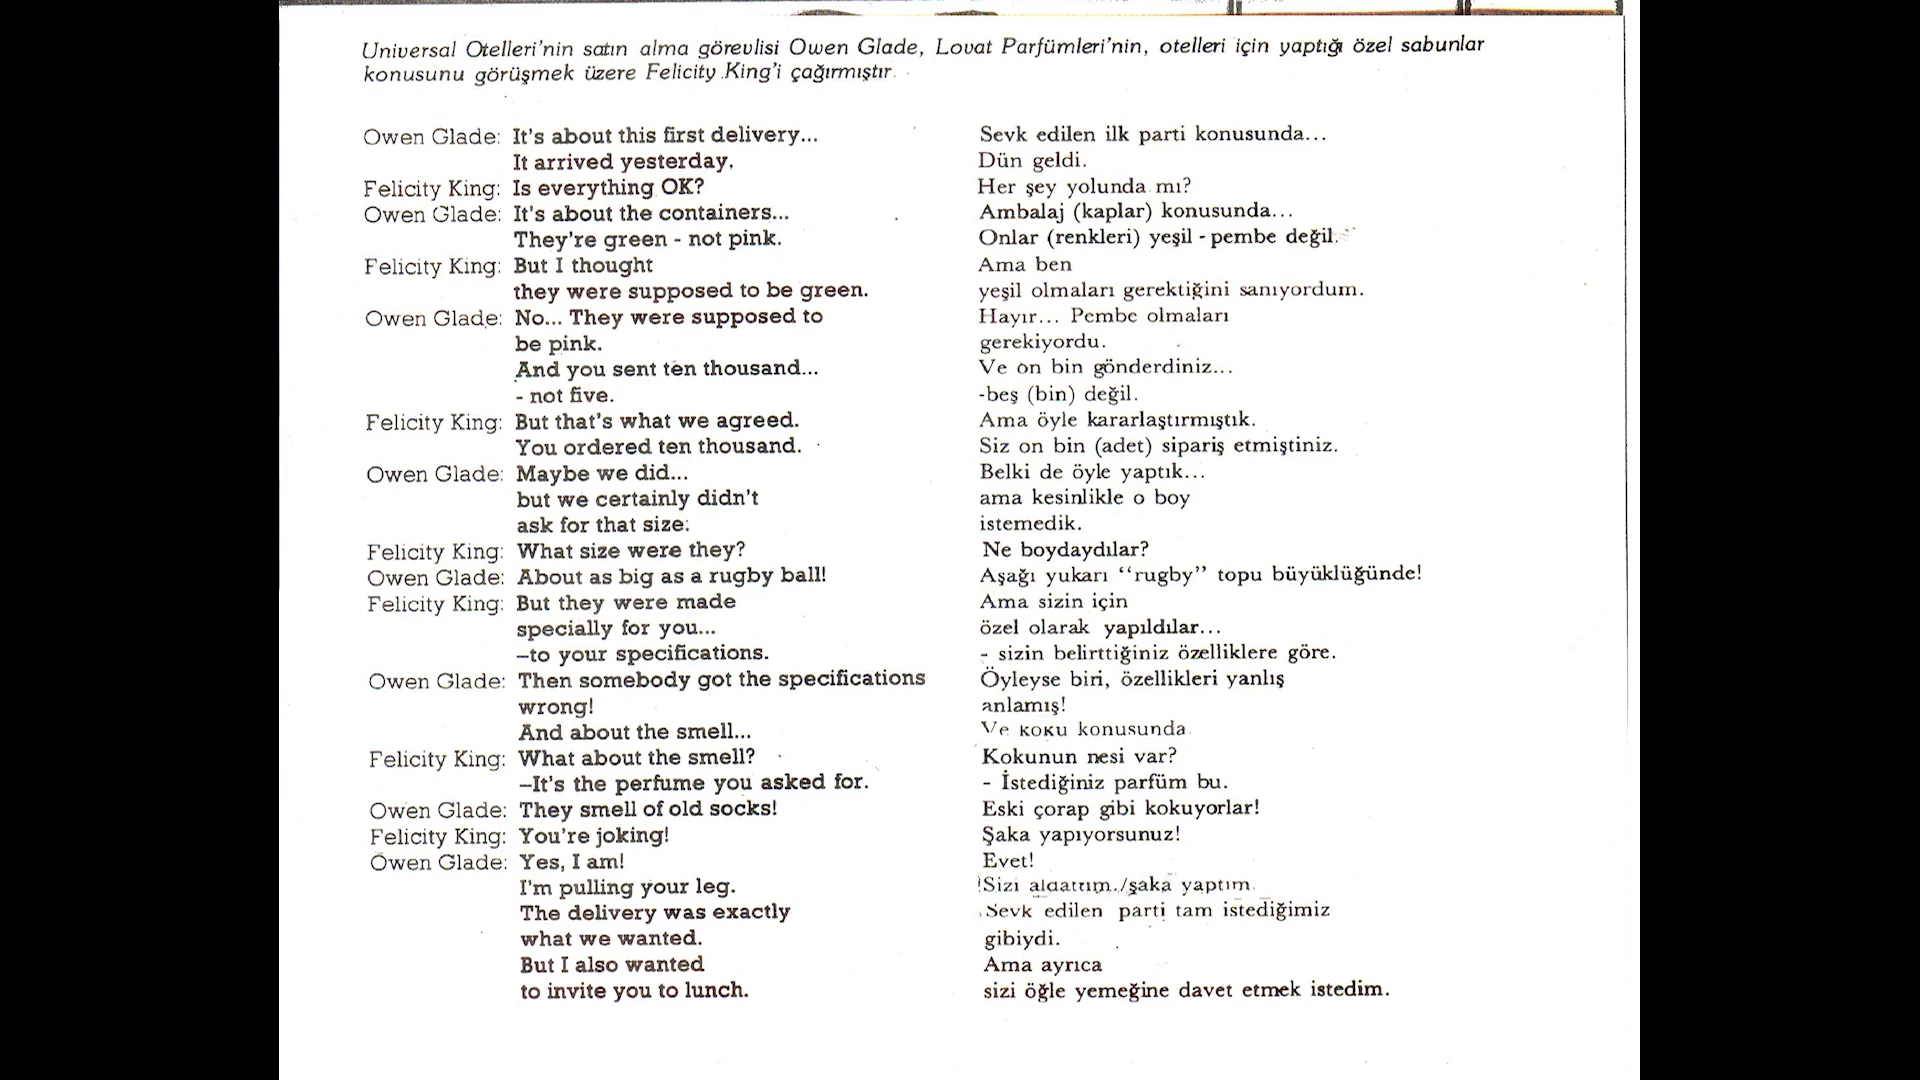 Universal Otelleri'nin satın alma görevlisi Owen Glade, Lovat Parfümleri'nin, otelleri için yaptığı özel sabunlar
konusunu görüşmek üzere Felicity King'i çağırmıştır.
Owen Glade: It's about this first delivery... Sevk edilen ilk parti konusunda...
It arrived yesterday. Dün geldi.
Felicity King: Is everything OK? Her şey yolunda mı?
Owen Glade: It's about the containers... Ambalaj (kaplar) konusunda...
They're green - not pink. Onlar (renkleri) yeşil - pembe değil.
Felicity King: But I thought Ama ben
they were supposed to be green. yeşil olmaları gerektiğini sanıyordum.
Owen Glade: No... They were supposed to Hayır... Pembe olmaları
be pink. gerekiyordu.
And you sent ten thousand... Ve on bin gönderdiniz...
- not five. -beş (bin) değil.
Felicity King: But that's what we agreed. Ama öyle kararlaştırmıştık.
You ordered ten thousand. Siz on bin (adet) sipariş etmiştiniz.
Owen Glade: Maybe we did... Belki de öyle yaptık...
but we certainly didn't ama kesinlikle o boy
ask for that size. istemedik.
Felicity King: What size were they? Ne boydaydılar?
Owen Glade: About as big as a rugby ball! Aşağı yukarı "rugby" topu büyüklüğünde!
Felicity King: But they were made Ama sizin için
specially for you... özel olarak yapıldılar...
–to your specifications. - sizin belirttiğiniz özelliklere göre.
Owen Glade: Then somebody got the specifications Öyleyse biri, özellikleri yanlış
wrong! anlamış!
And about the smell... Ve koku konusunda
Felicity King: What about the smell? Kokunun nesi var?
–It's the perfume you asked for. - İstediğiniz parfüm bu.
Owen Glade: They smell of old socks! Eski çorap gibi kokuyorlar!
Felicity King: You're joking! Şaka yapıyorsunuz!
Owen Glade: Yes, I am! Evet!
I'm pulling your leg. Sizi aldattım./şaka yaptım.
The delivery was exactly Sevk edilen parti tam istediğimiz
what we wanted. gibiydi.
But I also wanted Ama ayrıca
to invite you to lunch. sizi öğle yemeğine davet etmek istedim.